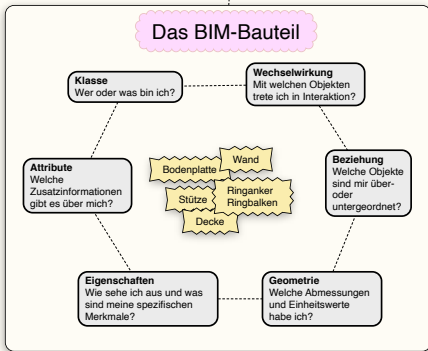 Das BIM-Bauteil
Klasse
Wer oder was bin ich?
Wechselwirkung
Mit welchen Objekten
trete ich in Interaktion?
Attribute
Welche
Zusatzinformationen
gibt es über mich?
Bodenplatte
Wand
Stütze
Ringanker
Ringbalken
Decke
Beziehung
Welche Objekte
sind mir über-
oder
untergeordnet?
Eigenschaften
Wie sehe ich aus und was
sind meine spezifischen
Merkmale?
Geometrie
Welche Abmessungen
und Einheitswerte
habe ich?